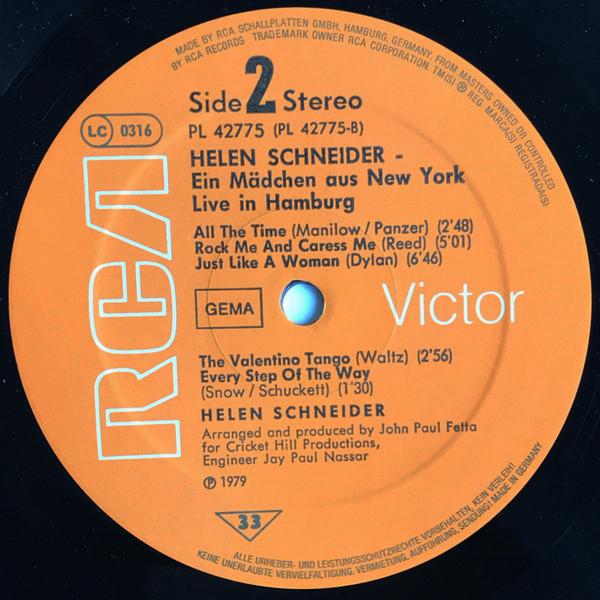 MADE BY RCA SCHALLPLATTEN GMBH, HAMBURG, GERMANY, FROM MASTERS OWNED OR CONTROLLED
BY RCA RECORDS TRADEMARK OWNER RCA CORPORATION. TM(S) ® REG. MARCA(S) REGISTRADA(S)
Side 2 Stereo
LC 0316
PL 42775 (PL 42775-B)
HELEN SCHNEIDER -
Ein Mädchen aus New York
Live in Hamburg
All The Time (Manilow / Panzer) (2'48)
Rock Me And Caress Me (Reed) (5'01)
Just Like A Woman (Dylan) (6'46)
RCA
GEMA
Victor
The Valentino Tango (Waltz) (2'56)
Every Step Of The Way
(Snow / Schuckett) (1'30)
HELEN SCHNEIDER
Arranged and produced by John Paul Fetta
for Cricket Hill Productions,
Engineer Jay Paul Nassar
℗ 1979
33
ALLE URHEBER- UND LEISTUNGSSCHUTZRECHTE VORBEHALTEN, KEIN VERLEIH!
KEINE UNERLAUBTE VERVIELFÄLTIGUNG, VERMIETUNG, AUFFÜHRUNG, SENDUNG! MADE IN GERMANY